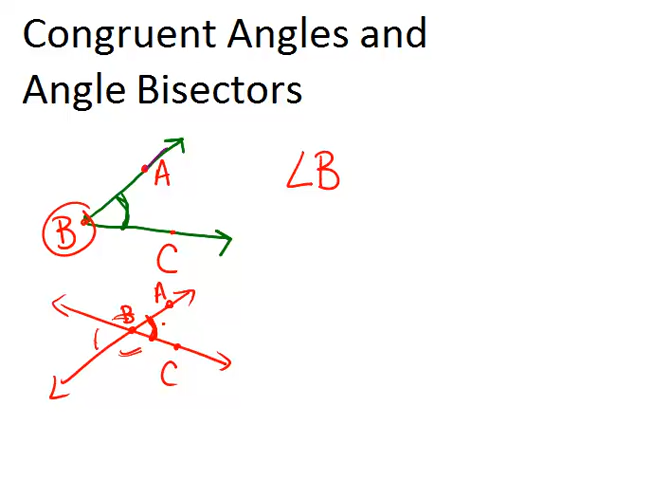 Congruent Angles and
Angle Bisectors
A
∠B
B
C
A
B
C